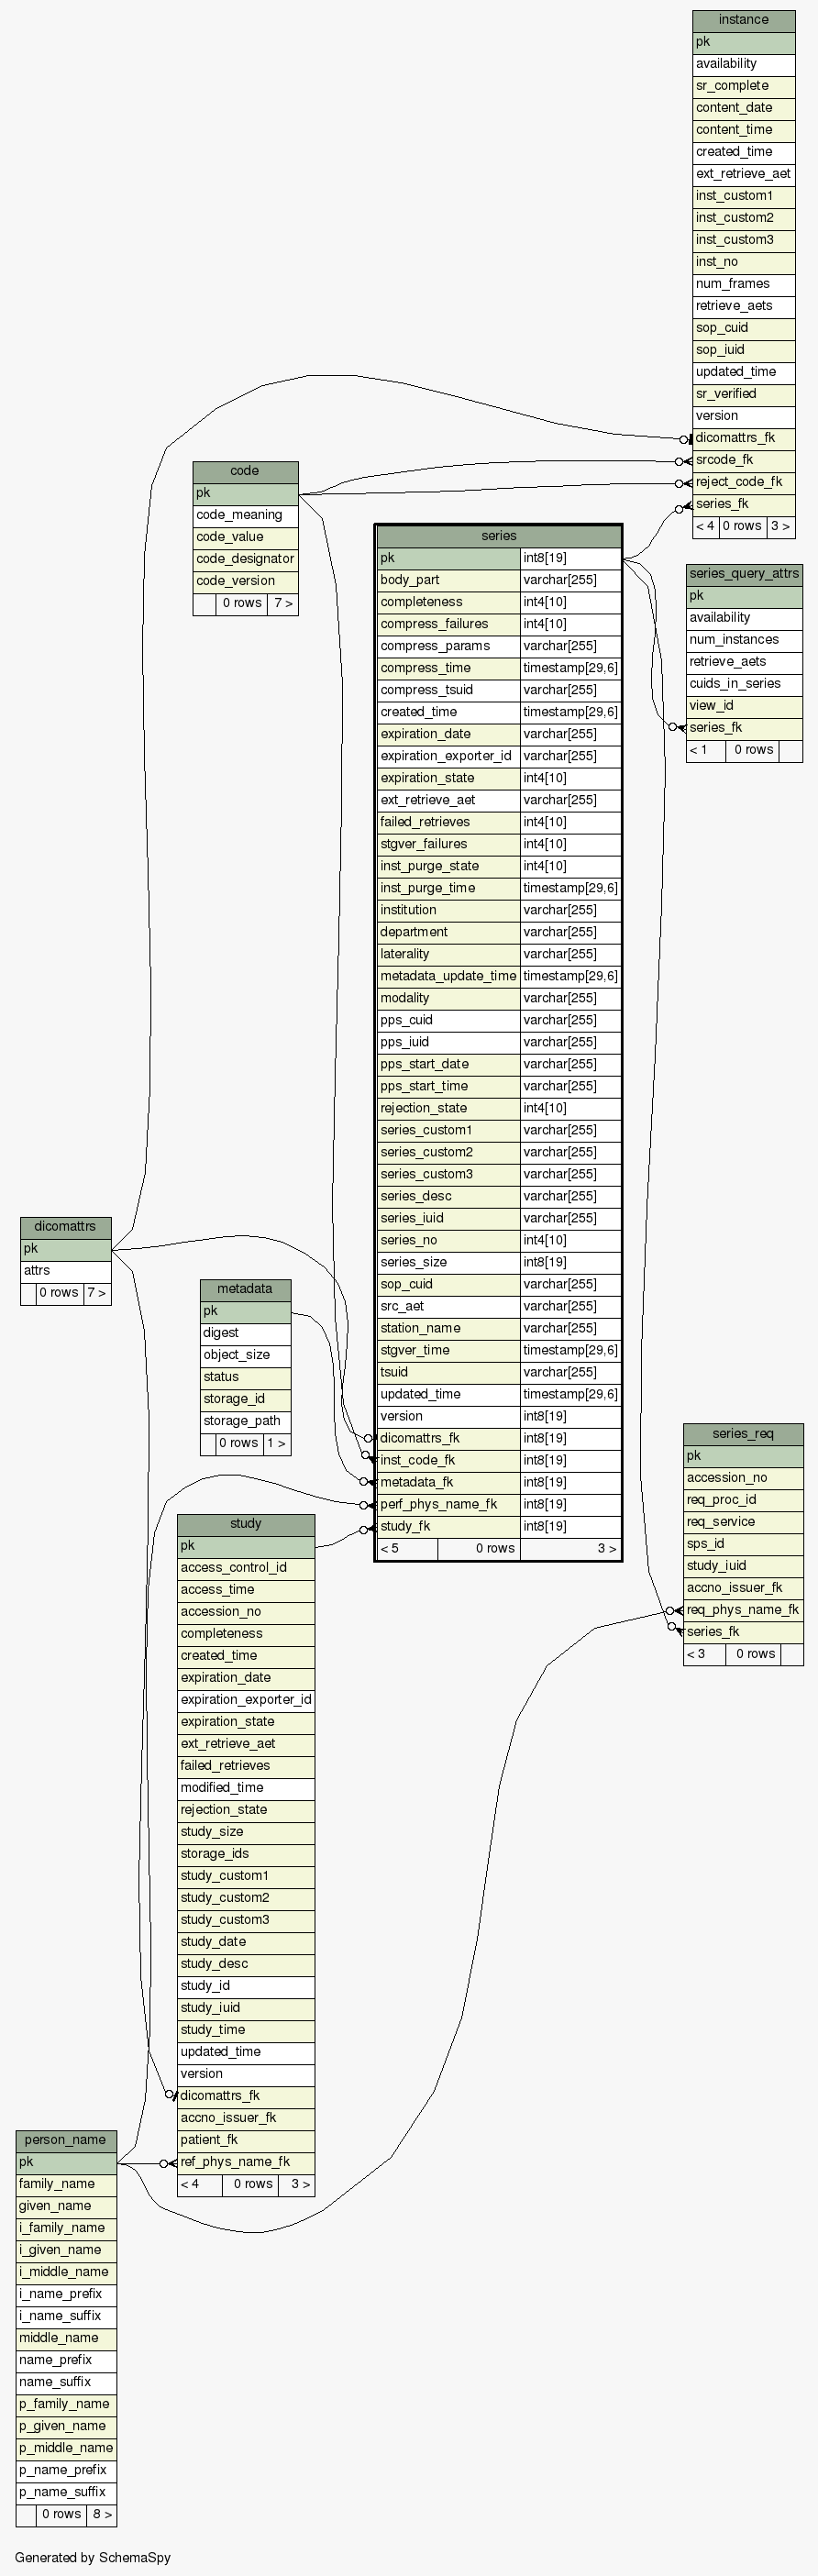 instance
pk
availability
sr_complete
content_date
content_time
created_time
ext_retrieve_aet
inst_custom1
inst_custom2
inst_custom3
inst_no
num_frames
retrieve_aets
sop_cuid
sop_iuid
updated_time
sr_verified
version
dicomattrs_fk
srcode_fk
reject_code_fk
series_fk
< 4 0 rows 3 >
code
pk
code_meaning
code_value
code_designator
code_version
0 rows 7 >
series
pk int8[19]
body_part varchar[255]
completeness int4[10]
compress_failures int4[10]
compress_params varchar[255]
compress_time timestamp[29,6]
compress_tsuid varchar[255]
created_time timestamp[29,6]
expiration_date varchar[255]
expiration_exporter_id varchar[255]
expiration_state int4[10]
ext_retrieve_aet varchar[255]
failed_retrieves int4[10]
stgver_failures int4[10]
inst_purge_state int4[10]
inst_purge_time timestamp[29,6]
institution varchar[255]
department varchar[255]
laterality varchar[255]
metadata_update_time timestamp[29,6]
modality varchar[255]
pps_cuid varchar[255]
pps_iuid varchar[255]
pps_start_date varchar[255]
pps_start_time varchar[255]
rejection_state int4[10]
series_custom1 varchar[255]
series_custom2 varchar[255]
series_custom3 varchar[255]
series_desc varchar[255]
series_iuid varchar[255]
series_no int4[10]
series_size int8[19]
sop_cuid varchar[255]
src_aet varchar[255]
station_name varchar[255]
stgver_time timestamp[29,6]
tsuid varchar[255]
updated_time timestamp[29,6]
version int8[19]
dicomattrs_fk int8[19]
inst_code_fk int8[19]
metadata_fk int8[19]
perf_phys_name_fk int8[19]
study_fk int8[19]
< 5 0 rows 3 >
series_query_attrs
pk
availability
num_instances
retrieve_aets
cuids_in_series
view_id
series_fk
< 1 0 rows
dicomattrs
pk
attrs
0 rows 7 >
metadata
pk
digest
object_size
status
storage_id
storage_path
0 rows 1 >
series_req
pk
accession_no
req_proc_id
req_service
sps_id
study_iuid
accno_issuer_fk
req_phys_name_fk
series_fk
< 3 0 rows
study
pk
access_control_id
access_time
accession_no
completeness
created_time
expiration_date
expiration_exporter_id
expiration_state
ext_retrieve_aet
failed_retrieves
modified_time
rejection_state
study_size
storage_ids
study_custom1
study_custom2
study_custom3
study_date
study_desc
study_id
study_iuid
study_time
updated_time
version
dicomattrs_fk
accno_issuer_fk
patient_fk
ref_phys_name_fk
< 4 0 rows 3 >
person_name
pk
family_name
given_name
i_family_name
i_given_name
i_middle_name
i_name_prefix
i_name_suffix
middle_name
name_prefix
name_suffix
p_family_name
p_given_name
p_middle_name
p_name_prefix
p_name_suffix
0 rows 8 >
Generated by SchemaSpy